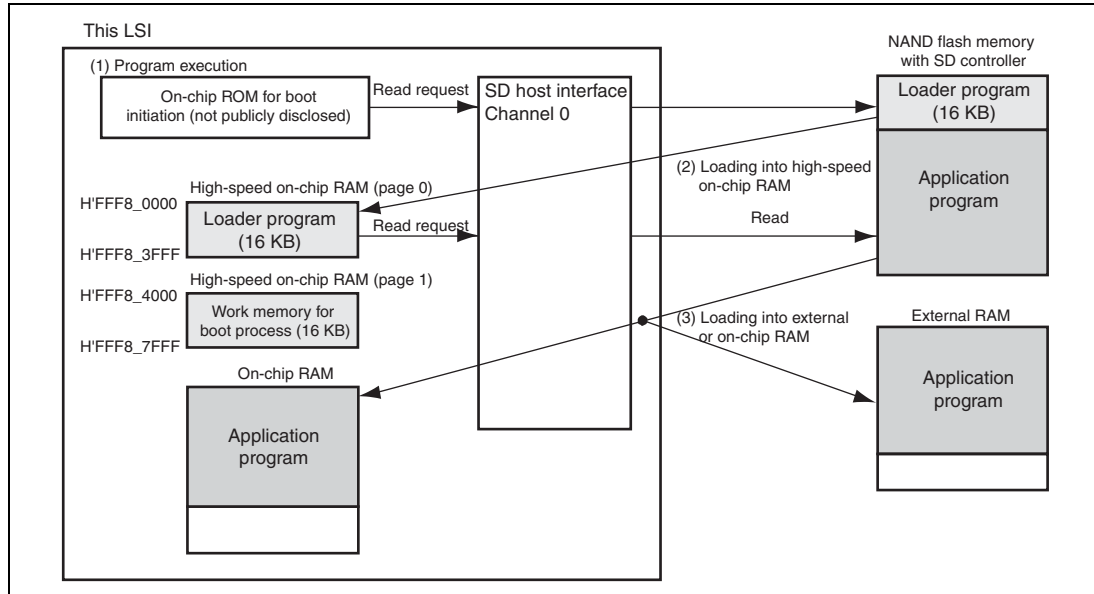 This LSI
(1) Program execution
On-chip ROM for boot
initiation (not publicly disclosed)
Read request
SD host interface
Channel 0
NAND flash memory
with SD controller
Loader program
(16 KB)
Application
program
(2) Loading into high-speed
on-chip RAM
High-speed on-chip RAM (page 0)
H'FFF8_0000
Loader program
(16 KB)
H'FFF8_3FFF
Read request
Read
High-speed on-chip RAM (page 1)
H'FFF8_4000
Work memory for
boot process (16 KB)
H'FFF8_7FFF
(3) Loading into external
or on-chip RAM
External RAM
Application
program
On-chip RAM
Application
program